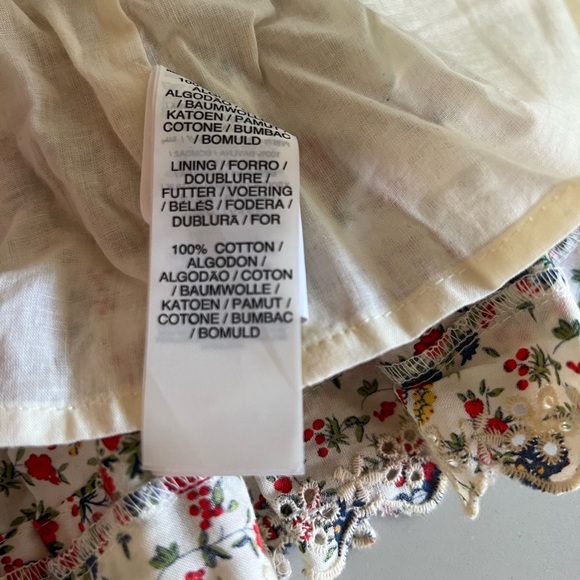 ALGODÃO / COTON
/ BAUMWOLLE /
KATOEN / PAMUT /
COTONE / BUMBAC
/ BOMULD
LINING / FORRO /
DOUBLURE /
FUTTER / VOERING
/ BÉLÉS / FODERA /
DUBLURĂ / FOR
100% COTTON /
ALGODON /
ALGODÃO / COTON
/ BAUMWOLLE /
KATOEN / PAMUT /
COTONE / BUMBAC
/ BOMULD